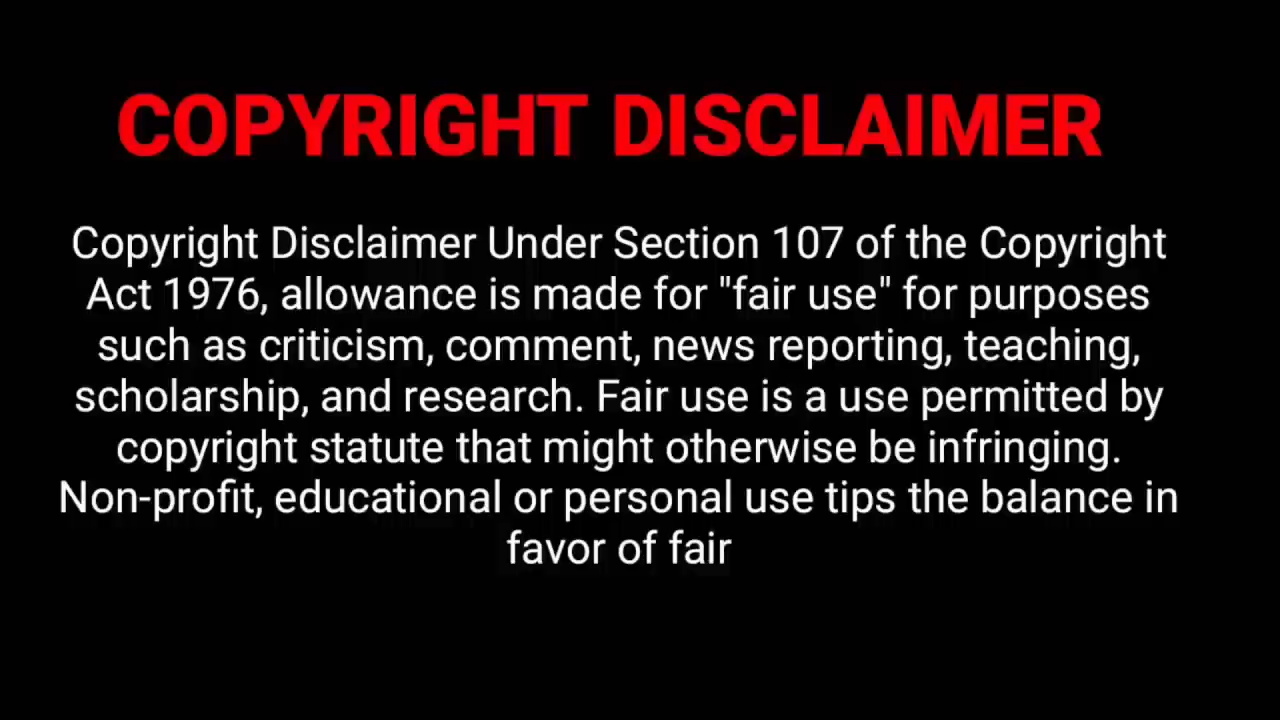 COPYRIGHT DISCLAIMER
Copyright Disclaimer Under Section 107 of the Copyright
Act 1976, allowance is made for "fair use" for purposes
such as criticism, comment, news reporting, teaching,
scholarship, and research. Fair use is a use permitted by
copyright statute that might otherwise be infringing.
Non-profit, educational or personal use tips the balance in
favor of fair